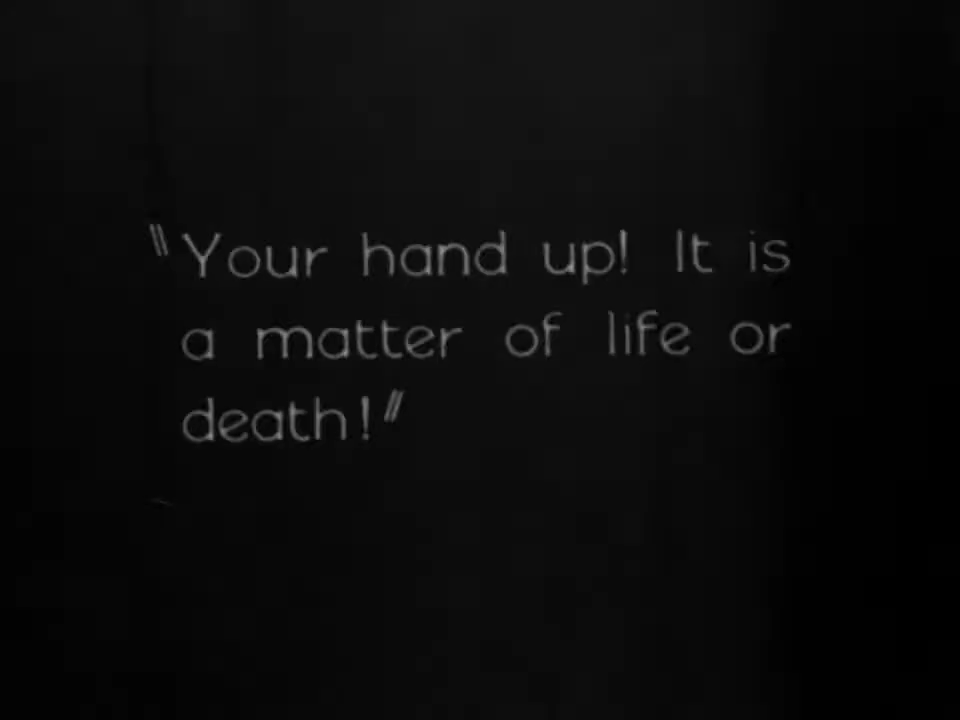 "Your hand up! It is
a matter of life or
death!"